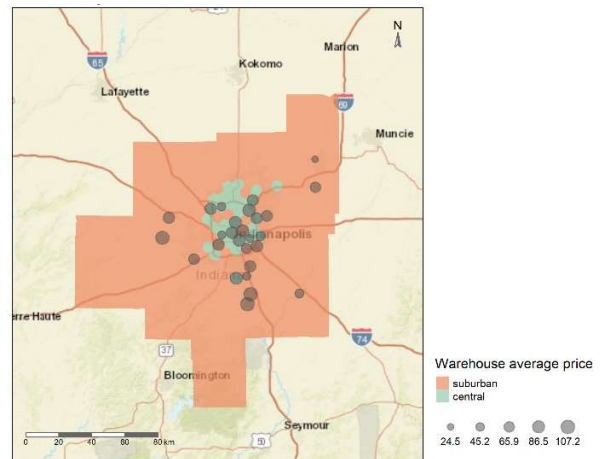 N
Marion
65
Kokomo
Lafayette
69
Muncie
Indianapolis
India
erre Haute
74
37
Bloomington
Seymour
50
0 20 40 60 80 km
Warehouse average price
suburban
central
24.5 45.2 65.9 86.5 107.2